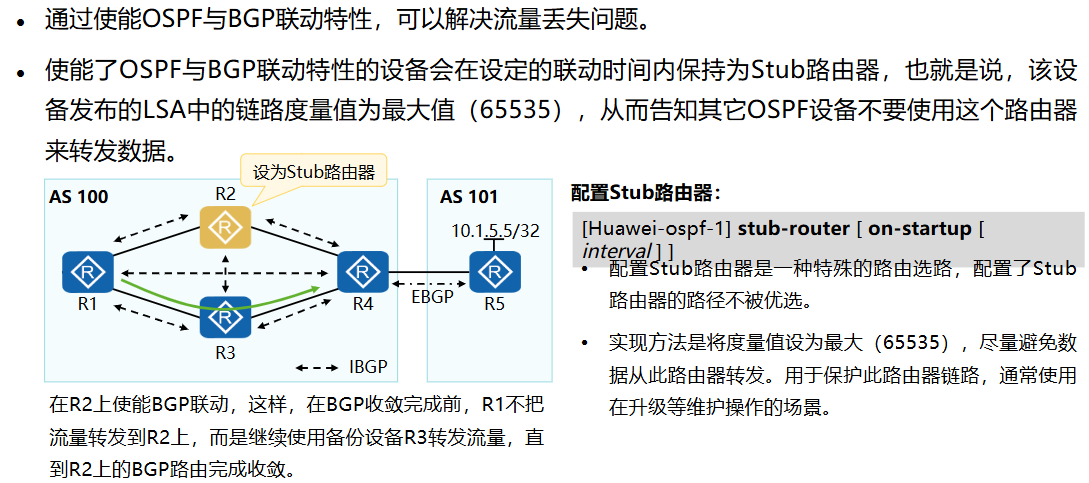 • 通过使能OSPF与BGP联动特性，可以解决流量丢失问题。
• 使能了OSPF与BGP联动特性的设备会在设定的联动时间内保持为Stub路由器，也就是说，该设
备发布的LSA中的链路度量值为最大值（65535），从而告知其它OSPF设备不要使用这个路由器
来转发数据。
设为Stub路由器
AS 100
R2
R
R1
R
R3
R
R4
R
IBGP
EBGP
AS 101
10.1.5.5/32
R5
R
在R2上使能BGP联动，这样，在BGP收敛完成前，R1不把
流量转发到R2上，而是继续使用备份设备R3转发流量，直
到R2上的BGP路由完成收敛。
配置Stub路由器：
[Huawei-ospf-1] stub-router [ on-startup [
interval ] ]
• 配置Stub路由器是一种特殊的路由选路，配置了Stub
路由器的路径不被优选。
• 实现方法是将度量值设为最大（65535），尽量避免数
据从此路由器转发。用于保护此路由器链路，通常使用
在升级等维护操作的场景。